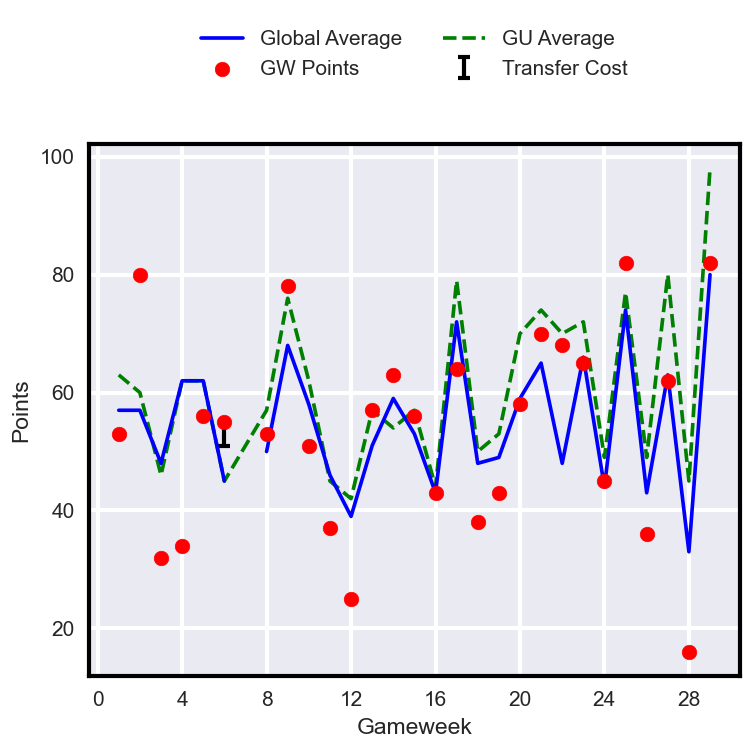 Global Average GU Average
GW Points Transfer Cost
100
80
60
40
20
Points
0 4 8 12 16 20 24 28
Gameweek